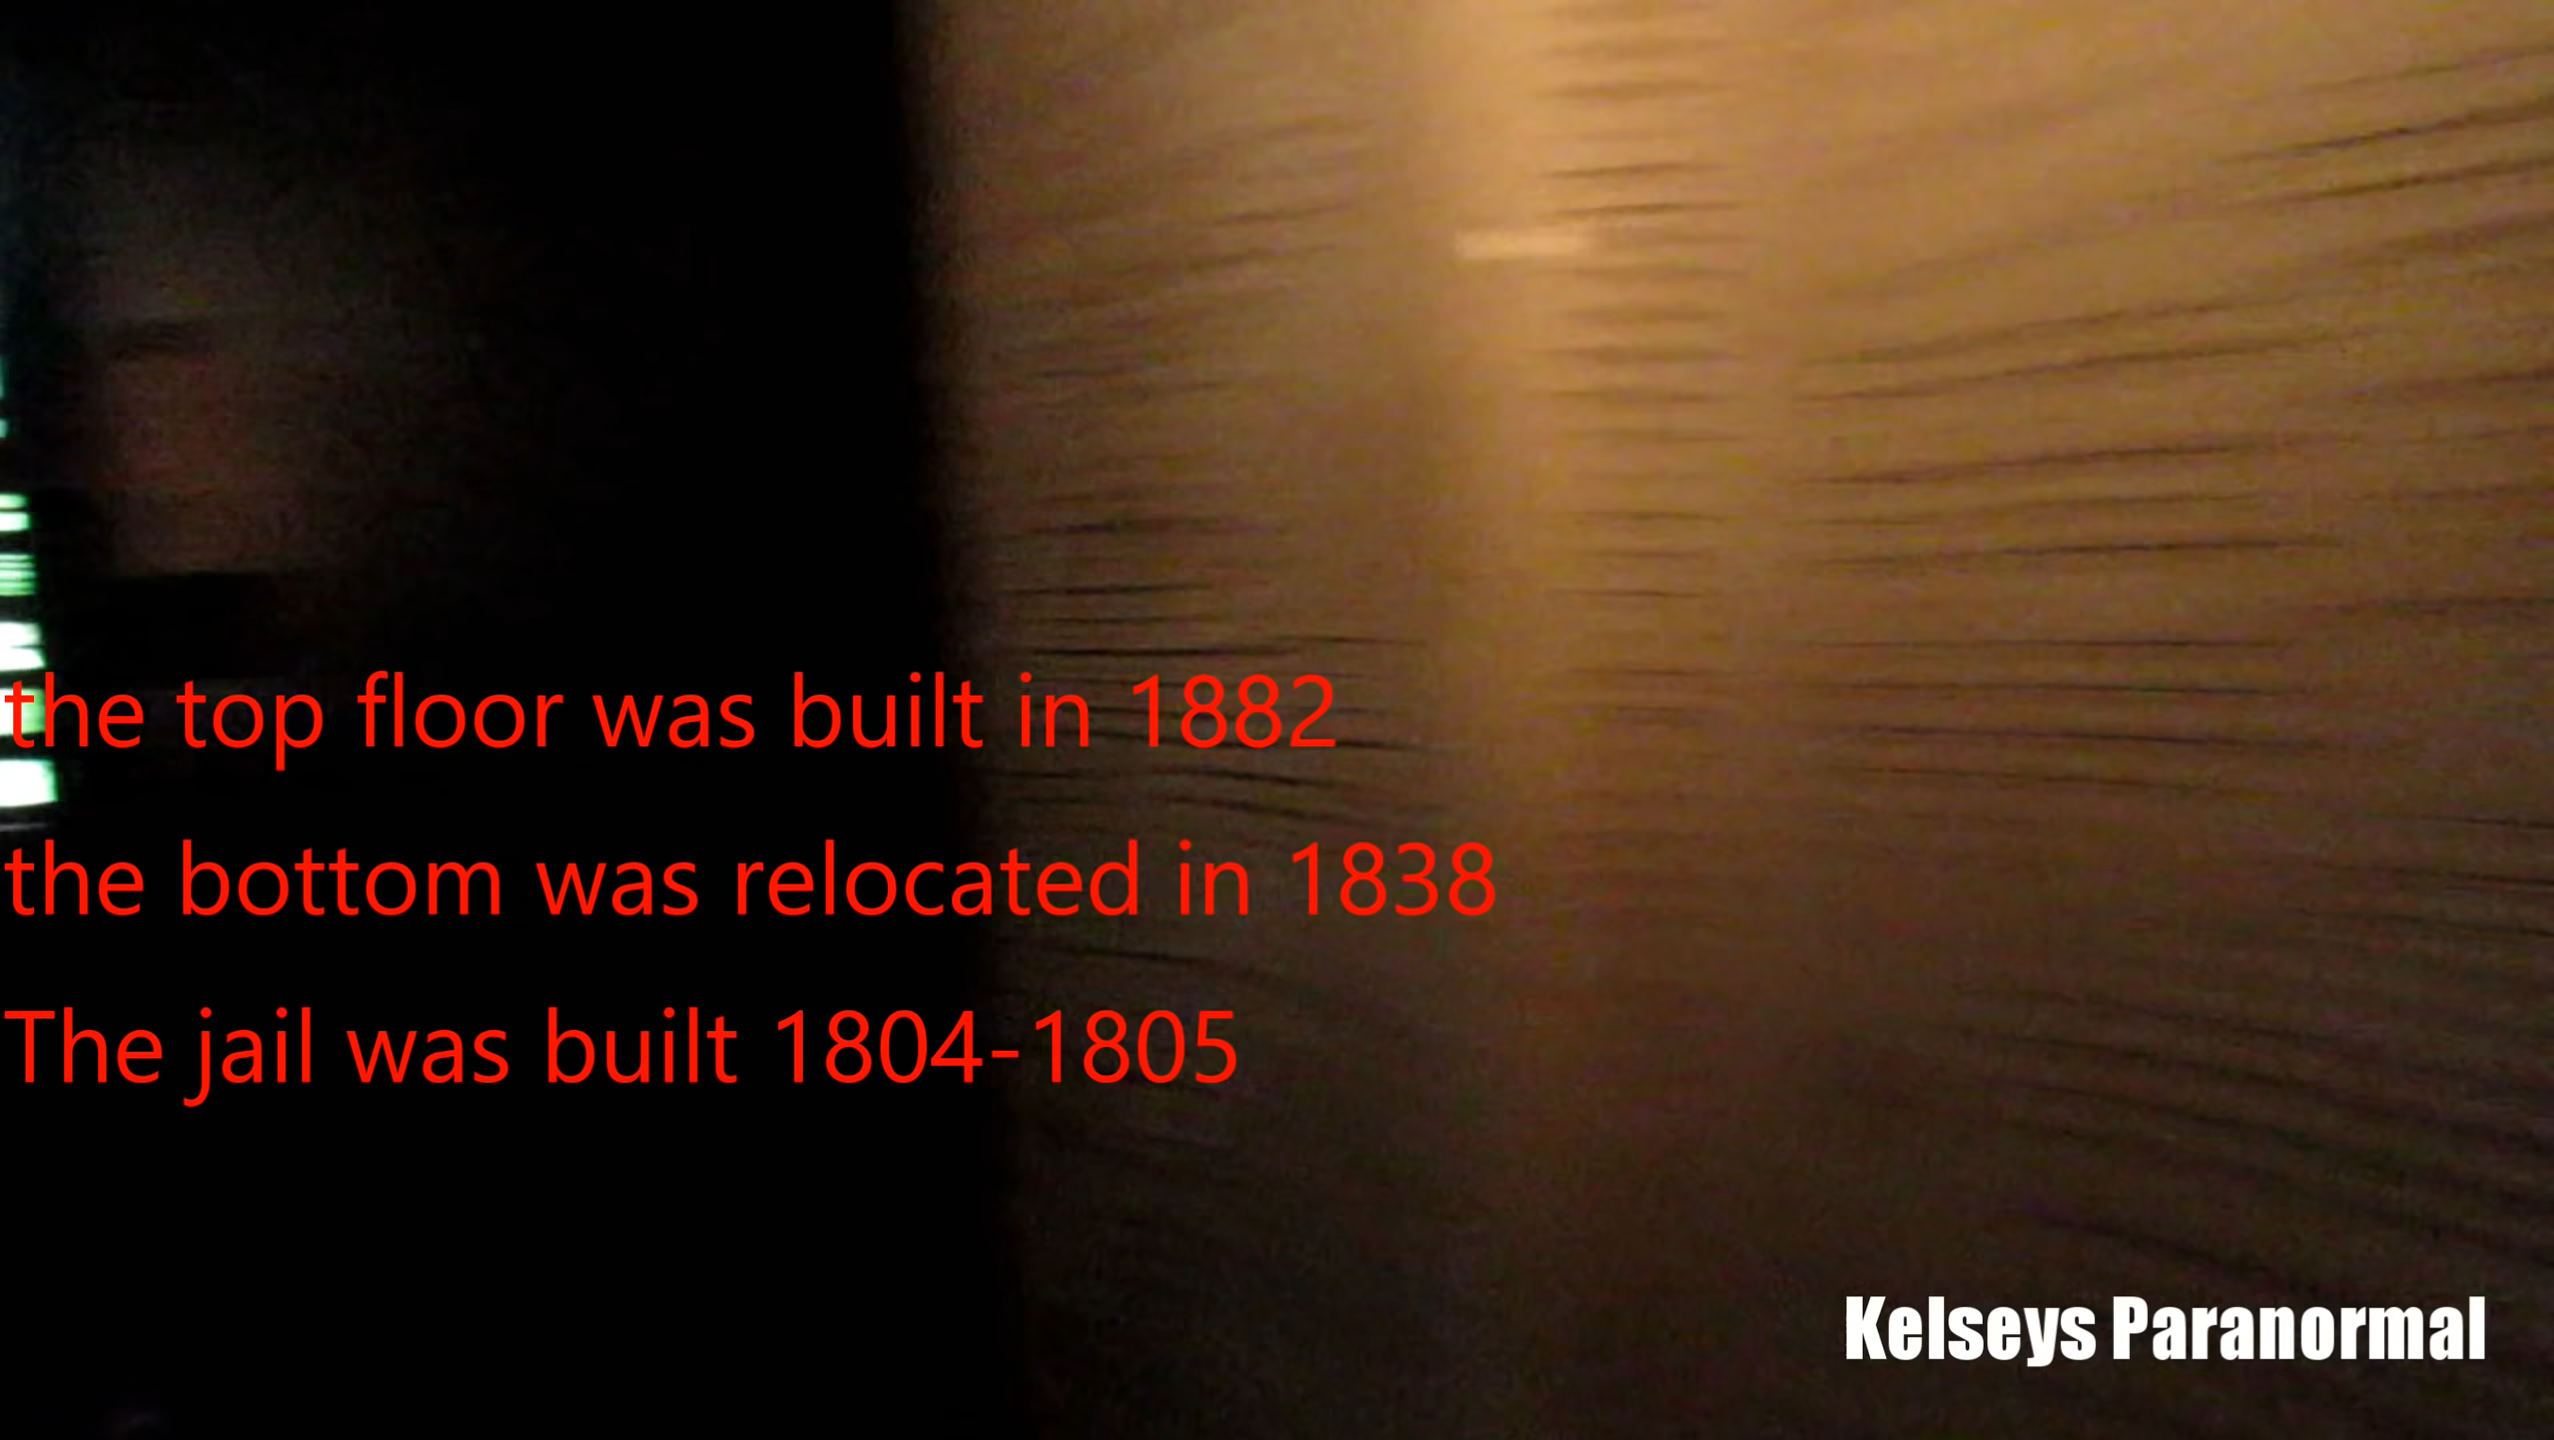 the top floor was built in 1882
the bottom was relocated in 1838
The jail was built 1804-1805
Kelseys Paranormal